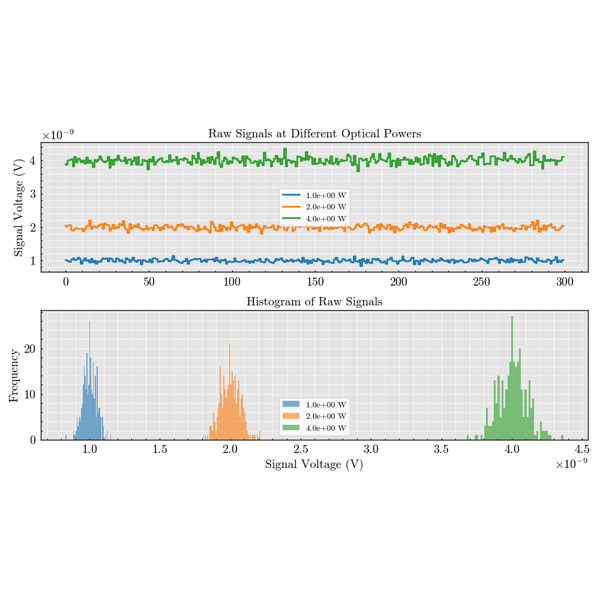 Raw Signals at Different Optical Powers
×10⁻⁹
Signal Voltage (V)
4
3
2
1
1.0e+00 W
2.0e+00 W
4.0e+00 W
0 50 100 150 200 250 300
Histogram of Raw Signals
Frequency
20
10
0
1.0e+00 W
2.0e+00 W
4.0e+00 W
1.0 1.5 2.0 2.5 3.0 3.5 4.0 4.5
Signal Voltage (V)
×10⁻⁹